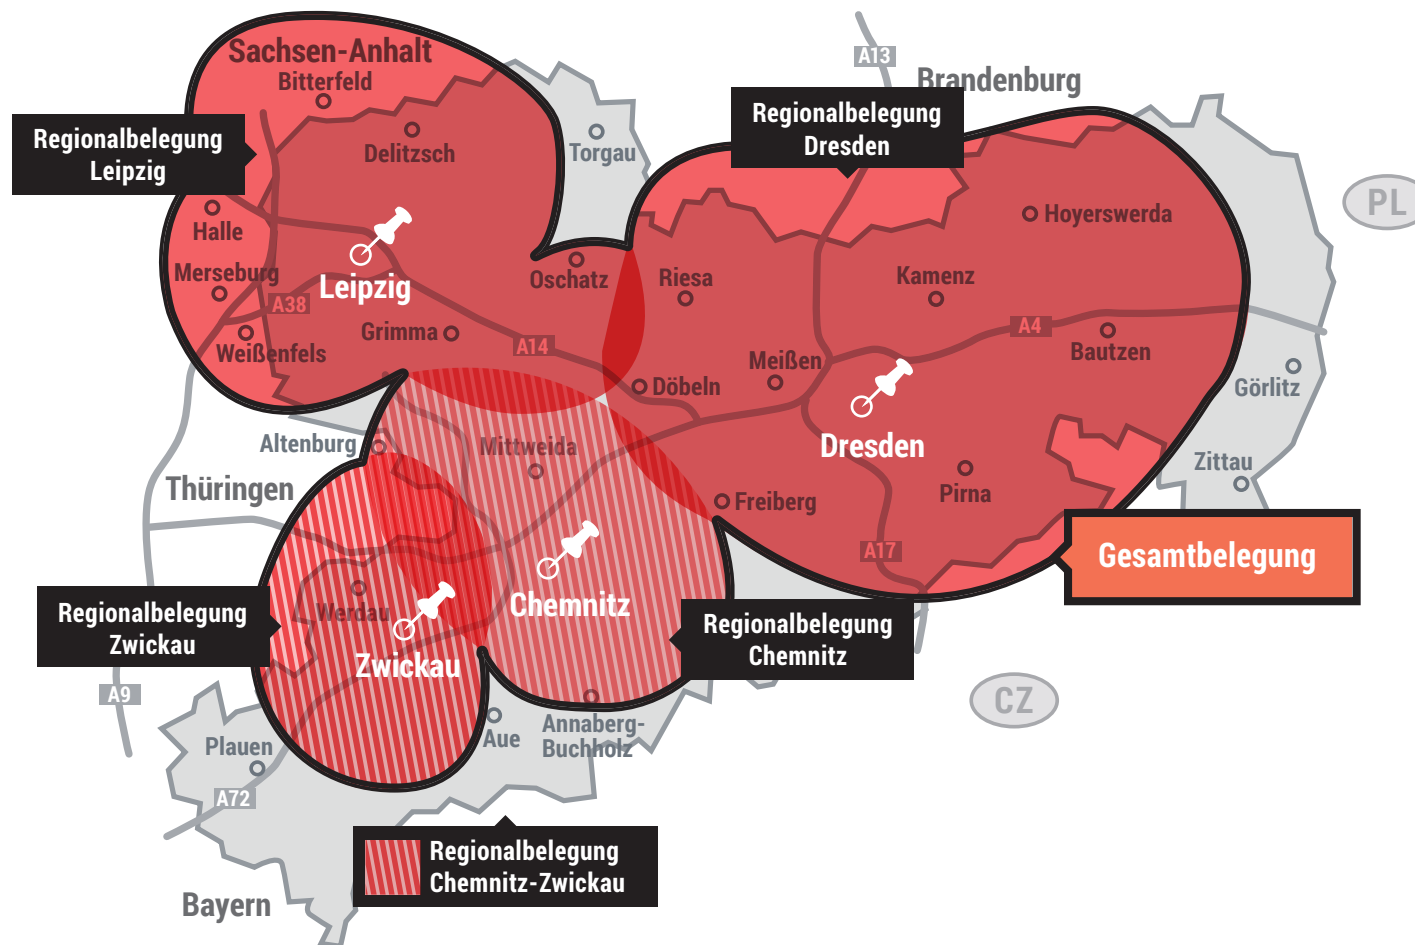 Sachsen-Anhalt
Bitterfeld
A13
Brandenburg
Regionalbelegung
Dresden
Regionalbelegung
Leipzig
Delitzsch
Torgau
PL
Halle
Hoyerswerda
Merseburg
Leipzig
Oschatz
Riesa
Kamenz
A38
Grimma
A14
A4
Weißenfels
Meißen
Bautzen
Döbeln
Görlitz
Altenburg
Mittweida
Dresden
Zittau
Thüringen
Pirna
Freiberg
A17
Gesamtbelegung
Regionalbelegung
Zwickau
Werdau
Chemnitz
Regionalbelegung
Chemnitz
Zwickau
A9
CZ
Plauen
Aue
Annaberg-
Buchholz
A72
Regionalbelegung
Chemnitz-Zwickau
Bayern